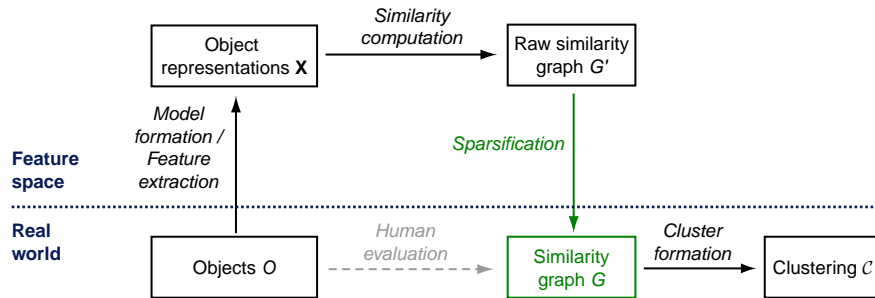 Similarity
computation
Object
representations X
Raw similarity
graph G'
Model
formation /
Feature
extraction
Sparsification
Feature
space
Real
world
Human
evaluation
Cluster
formation
Objects O
Similarity
graph G
Clustering C